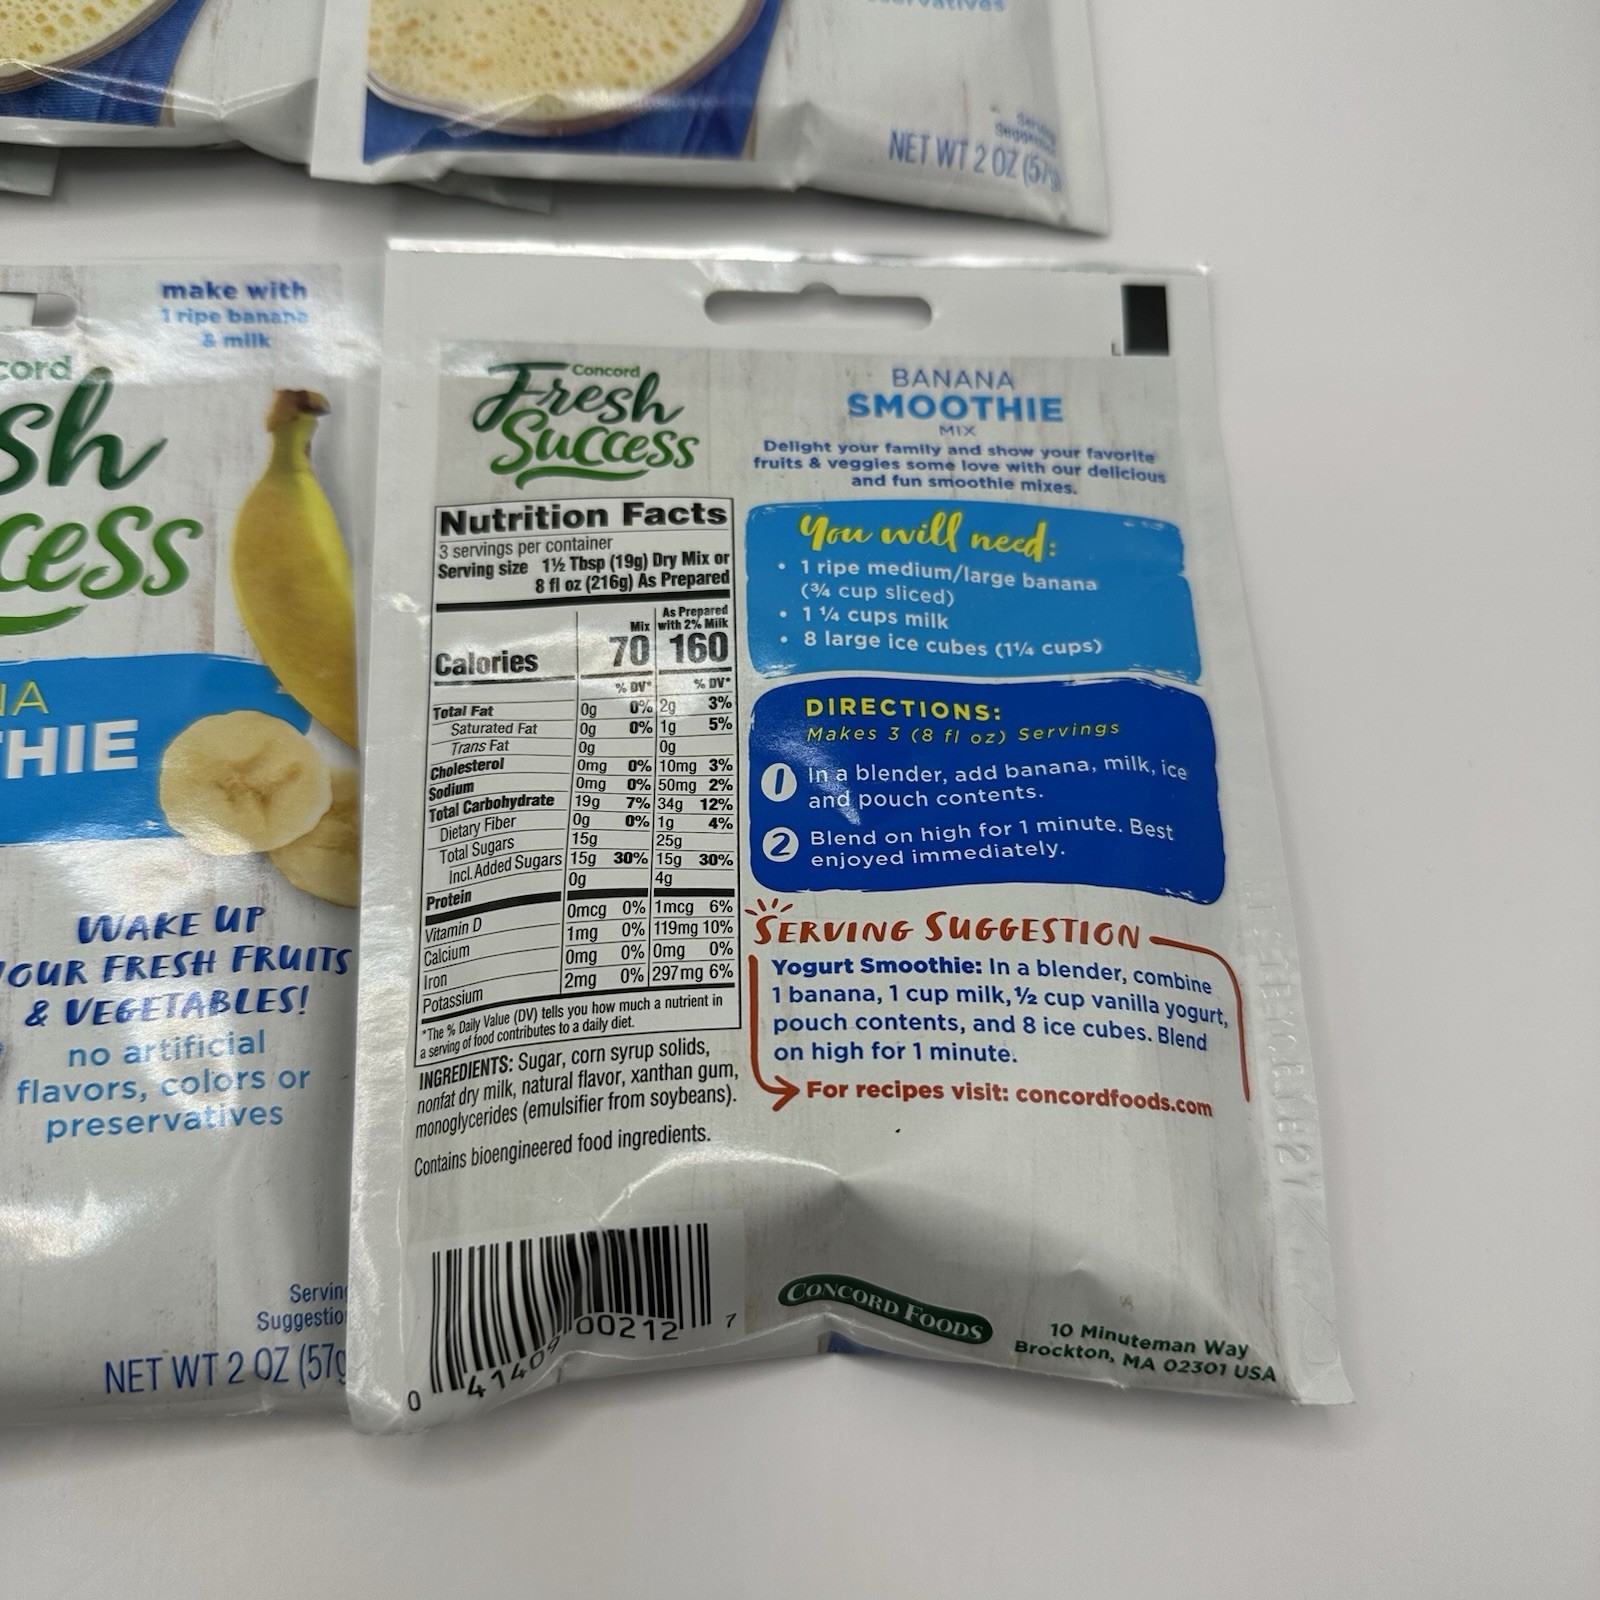 NET WT 2 OZ (57g)
make with
1 ripe banana
& milk
cord
sh
cess
NA
THIE
WAKE UP
YOUR FRESH FRUITS
& VEGETABLES!
no artificial
flavors, colors or
preservatives
Serving
Suggestion
NET WT 2 OZ (57g
Concord
Fresh
Success
Nutrition Facts
3 servings per container
Serving size 1½ Tbsp (19g) Dry Mix or
8 fl oz (216g) As Prepared
Mix As Prepared with 2% Milk
Calories 70 160
% DV* % DV*
Total Fat 0g 0% 2g 3%
Saturated Fat 0g 0% 1g 5%
Trans Fat 0g 0g
Cholesterol 0mg 0% 10mg 3%
Sodium 0mg 0% 50mg 2%
Total Carbohydrate 19g 7% 34g 12%
Dietary Fiber 0g 0% 1g 4%
Total Sugars 15g 25g
Incl. Added Sugars 15g 30% 15g 30%
Protein 0g 4g
Vitamin D 0mcg 0% 1mcg 6%
Calcium 1mg 0% 119mg 10%
Iron 0mg 0% 0mg 0%
Potassium 2mg 0% 297mg 6%
*The % Daily Value (DV) tells you how much a nutrient in
a serving of food contributes to a daily diet.
INGREDIENTS: Sugar, corn syrup solids,
nonfat dry milk, natural flavor, xanthan gum,
monoglycerides (emulsifier from soybeans).
Contains bioengineered food ingredients.
0 41409 00212 7
BANANA
SMOOTHIE
MIX
Delight your family and show your favorite
fruits & veggies some love with our delicious
and fun smoothie mixes.
You will need:
• 1 ripe medium/large banana
(¾ cup sliced)
• 1 ¼ cups milk
• 8 large ice cubes (1¼ cups)
DIRECTIONS:
Makes 3 (8 fl oz) Servings
1 In a blender, add banana, milk, ice
and pouch contents.
2 Blend on high for 1 minute. Best
enjoyed immediately.
SERVING SUGGESTION
Yogurt Smoothie: In a blender, combine
1 banana, 1 cup milk, ½ cup vanilla yogurt,
pouch contents, and 8 ice cubes. Blend
on high for 1 minute.
For recipes visit: concordfoods.com
CONCORD FOODS
10 Minuteman Way
Brockton, MA 02301 USA